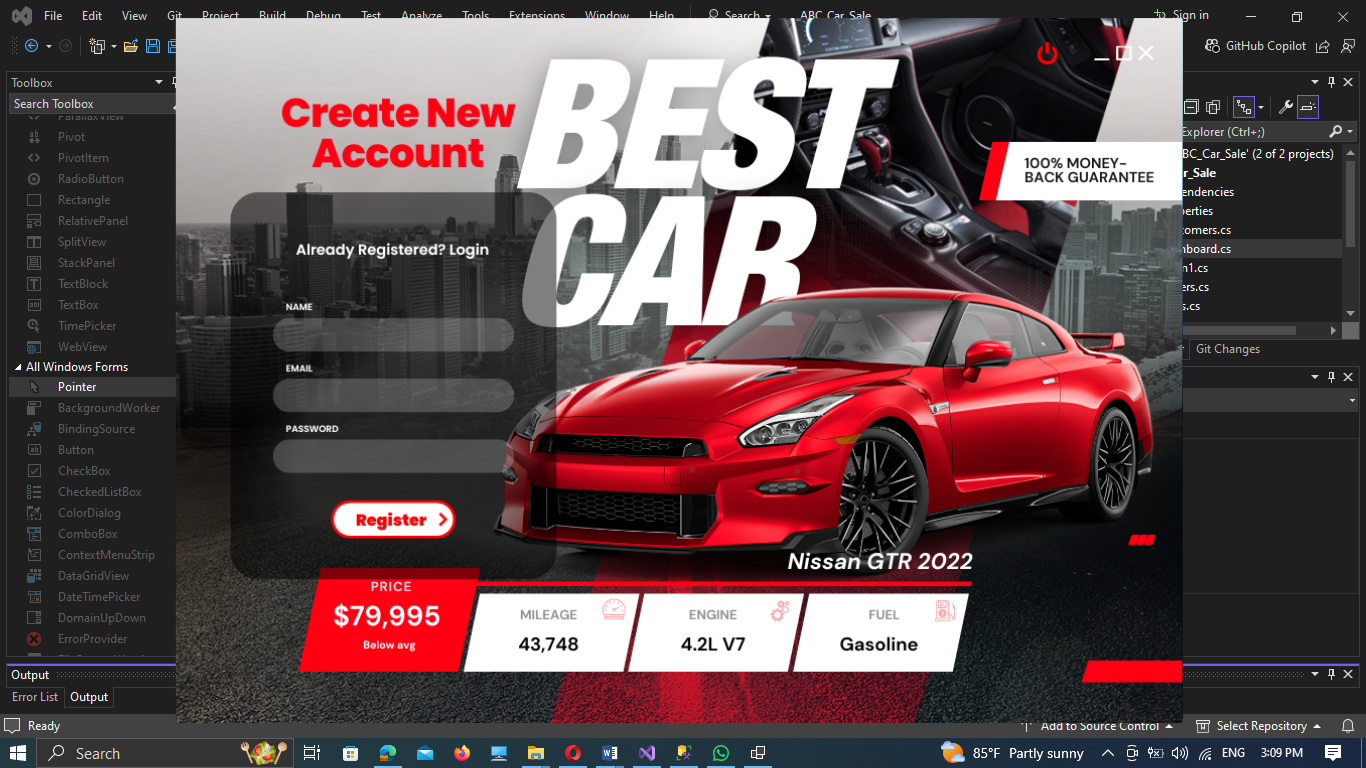 File Edit View Git Project Build Debug Test Analyze Tools Extensions Window Help Search ABC_Car_Sale Sign in
GitHub Copilot
Toolbox
Search Toolbox
ParallaxView
Pivot
PivotItem
RadioButton
Rectangle
RelativePanel
SplitView
StackPanel
TextBlock
TextBox
TimePicker
WebView
All Windows Forms
Pointer
BackgroundWorker
BindingSource
Button
CheckBox
CheckedListBox
ColorDialog
ComboBox
ContextMenuStrip
DataGridView
DateTimePicker
DomainUpDown
ErrorProvider
Create New
Account
BEST
CAR
100% MONEY-
BACK GUARANTEE
Already Registered? Login
NAME
EMAIL
PASSWORD
Register
Nissan GTR 2022
PRICE
$79,995
Below avg
MILEAGE
43,748
ENGINE
4.2L V7
FUEL
Gasoline
Explorer (Ctrl+;)
BC_Car_Sale' (2 of 2 projects)
r_Sale
endencies
perties
tomers.cs
hboard.cs
m1.cs
ers.cs
s.cs
Git Changes
Output
Error List Output
Ready
Add to Source Control Select Repository
Search
85°F Partly sunny ENG 3:09 PM